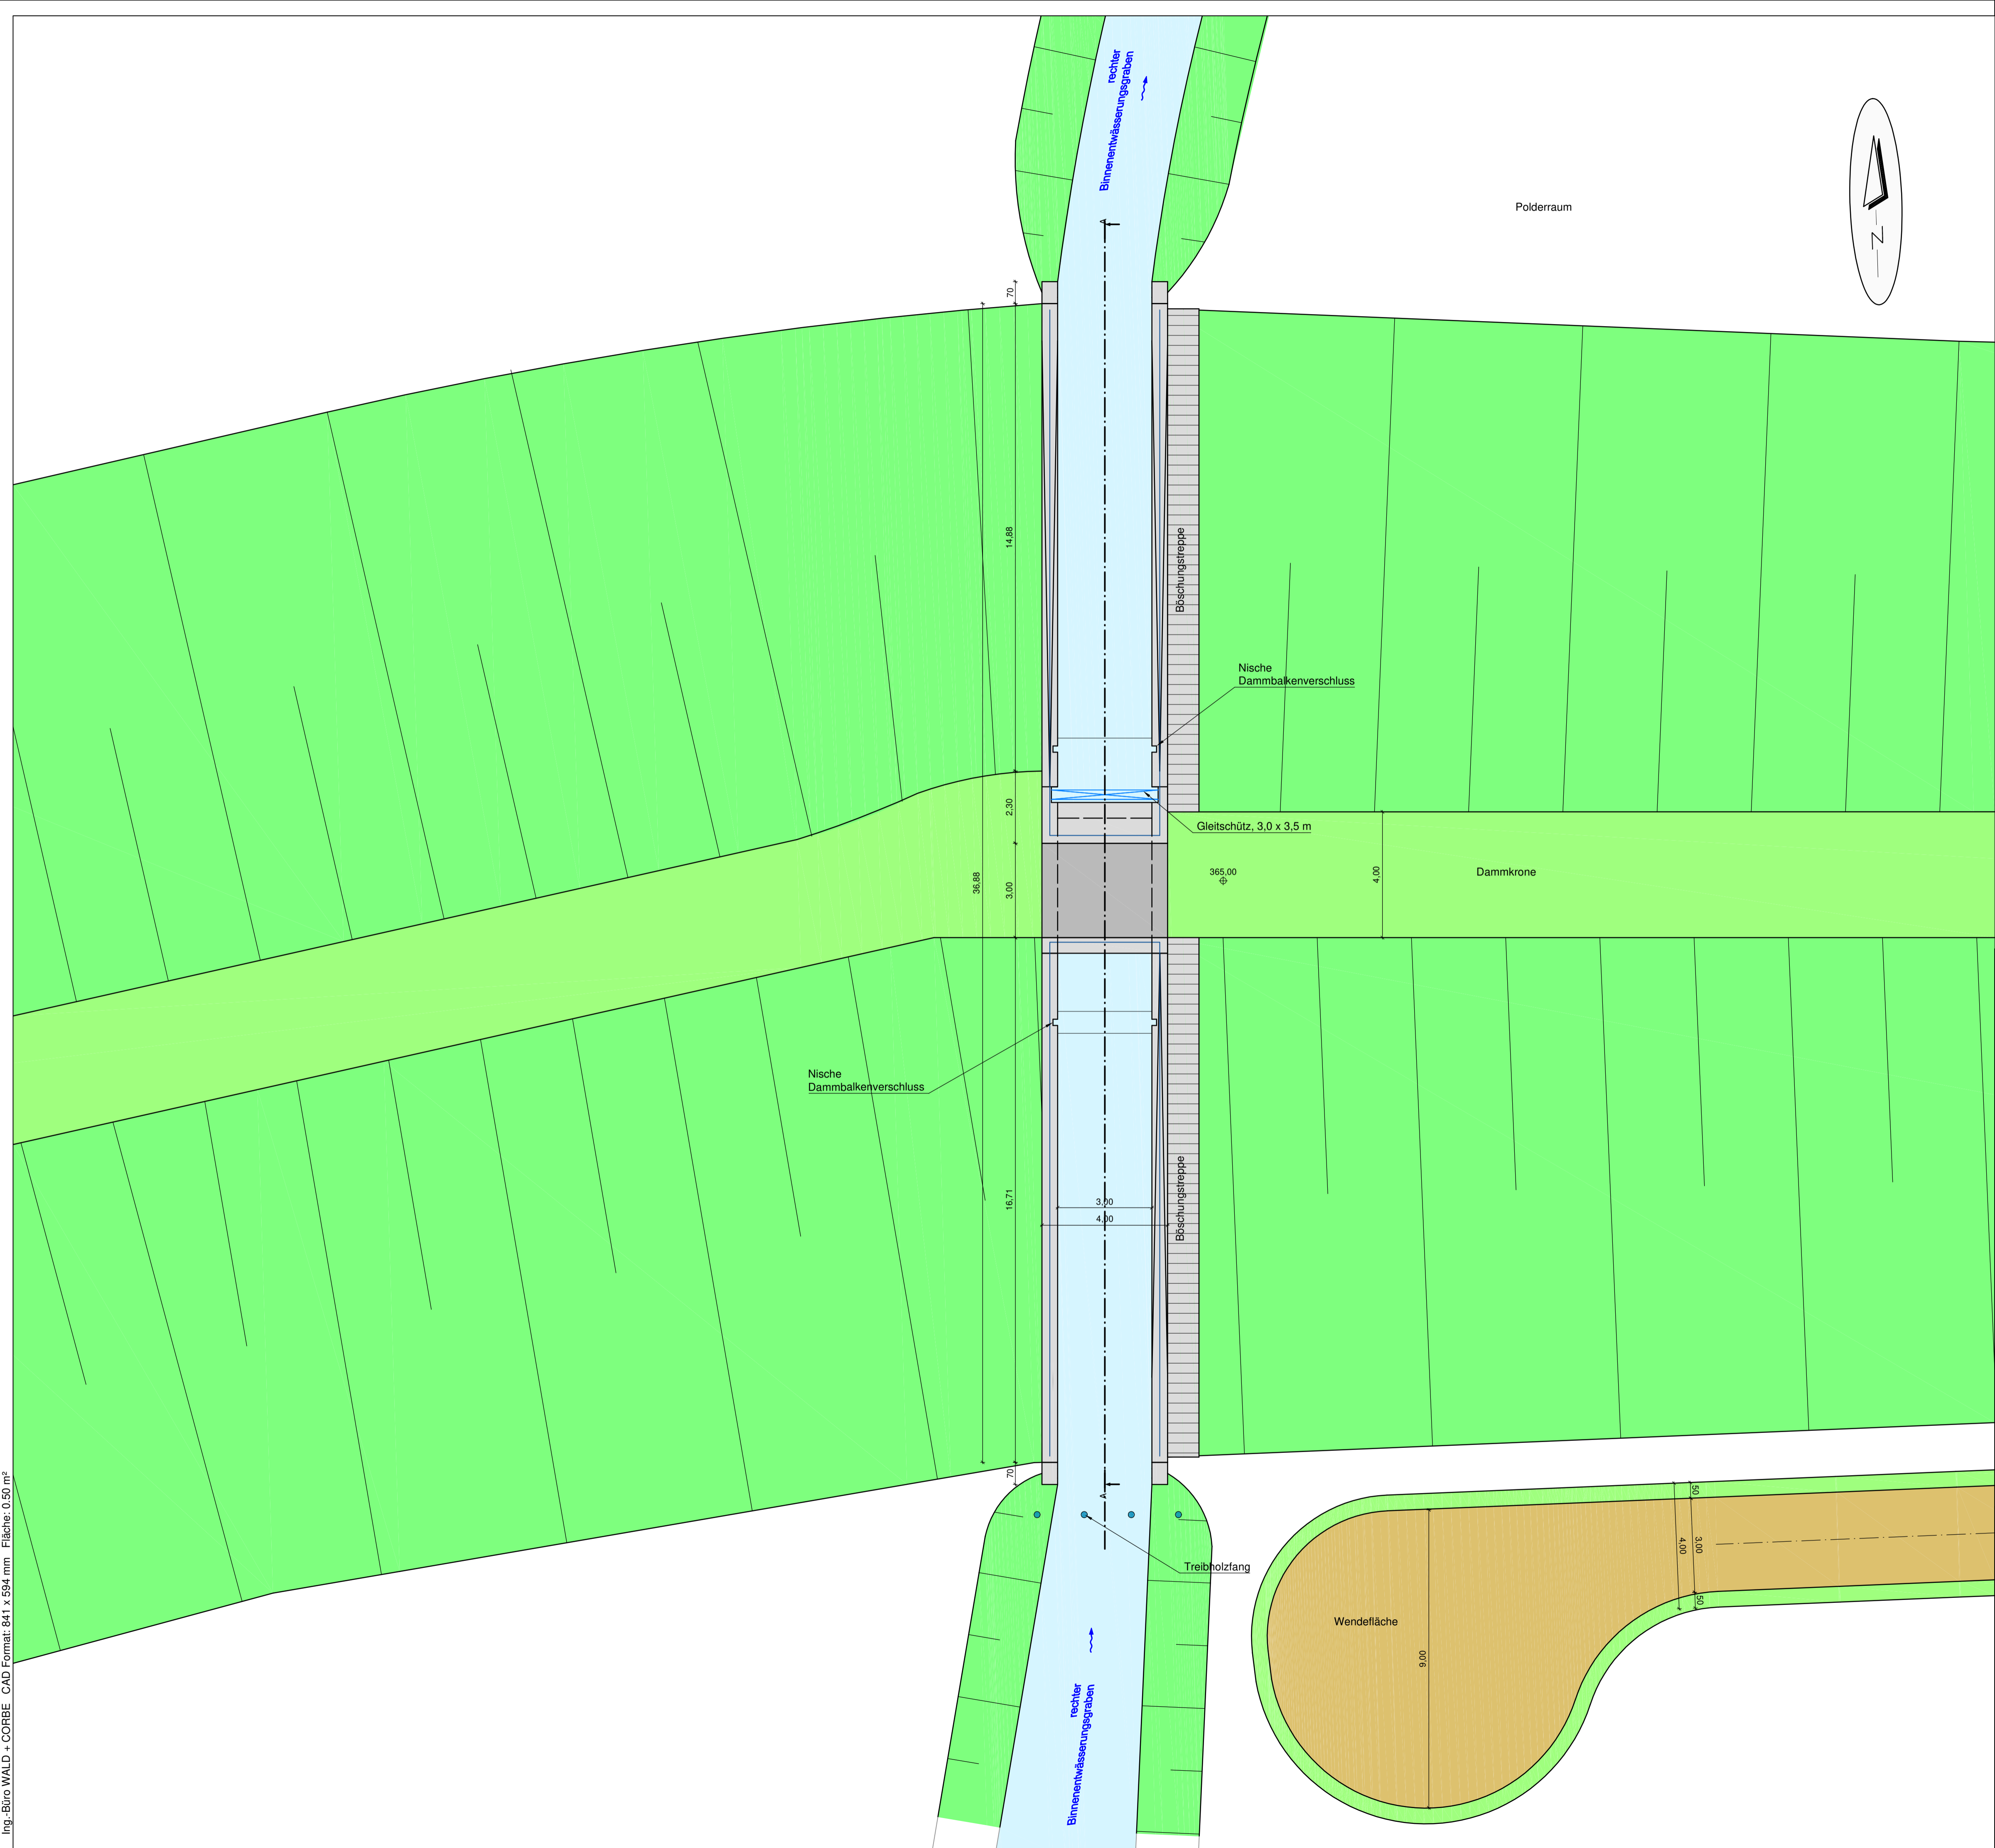 rechter
Binnenentwässerungsgraben
Polderraum
N
A
70
14,88
Böschungstreppe
Nische
Dammbalkenverschluss
2,30
Gleitschütz, 3,0 x 3,5 m
36,88
3,00
365,00
4,00
Dammkrone
Nische
Dammbalkenverschluss
16,71
3,00
4,00
Böschungstreppe
70
A
Treibholzfang
50
4,00
3,00
50
Wendefläche
9,00
rechter
Binnenentwässerungsgraben
Ing.-Büro WALD + CORBE   CAD Format: 841 x 594 mm   Fläche: 0.50 m²